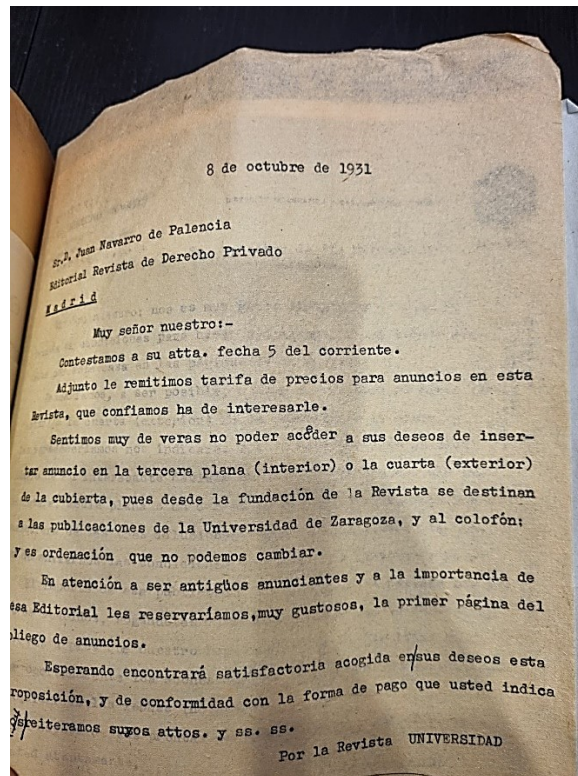 8 de octubre de 1931
Sr.D. Juan Navarro de Palencia
Editorial Revista de Derecho Privado
Madrid
Muy señor nuestro:-
Contestamos a su atta. fecha 5 del corriente.
Adjunto le remitimos tarifa de precios para anuncios en esta
Revista, que confiamos ha de interesarle.
Sentimos muy de veras no poder acceder a sus deseos de inser-
tar anuncio en la tercera plana (interior) o la cuarta (exterior)
de la cubierta, pues desde la fundación de la Revista se destinan
a las publicaciones de la Universidad de Zaragoza, y al colofón;
y es ordenación que no podemos cambiar.
En atención a ser antigüos anunciantes y a la importancia de
esa Editorial les reservaríamos,muy gustosos, la primer página del
pliego de anuncios.
Esperando encontrará satisfactoria acogida en/sus deseos esta
roposición, y de conformidad con la forma de pago que usted indica
reiteramos suyos attos. y ss. ss.
Por la Revista UNIVERSIDAD